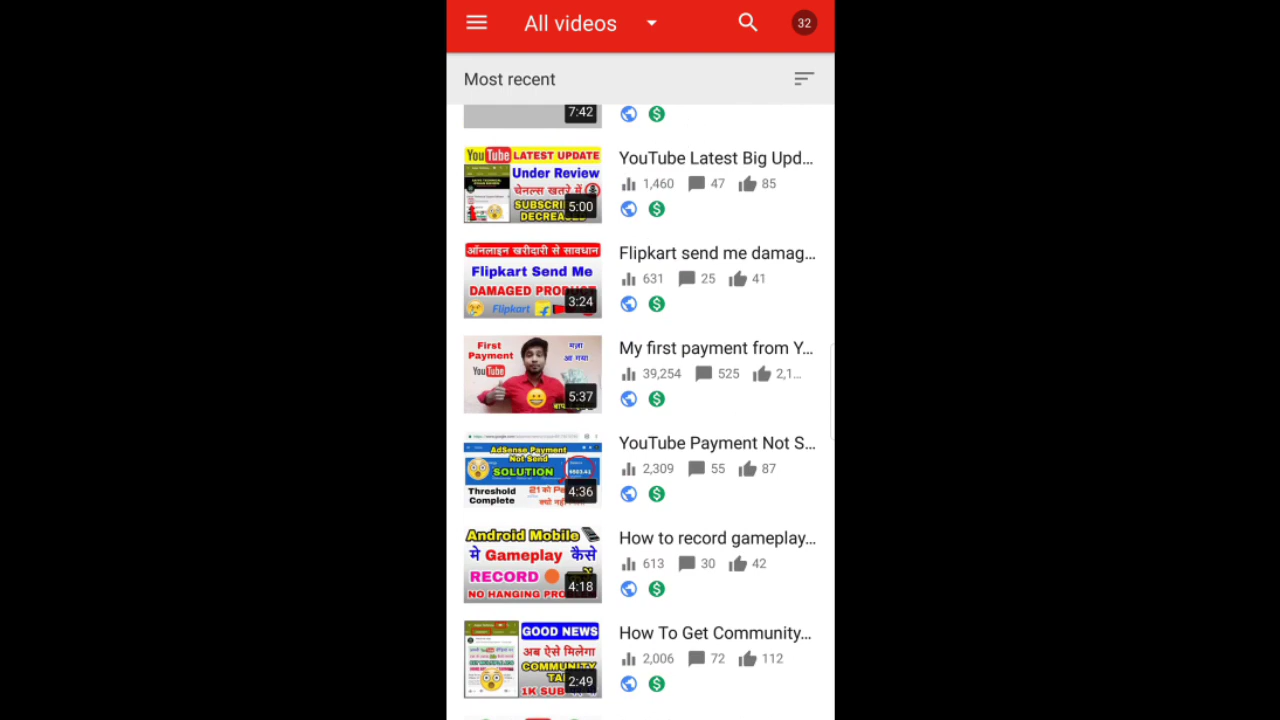 All videos
32
Most recent
7:42
YouTube LATEST UPDATE
Under Review
चेनल्स खतरे में
DECREASED
5:00
YouTube Latest Big Upd...
1,460 47 85
ऑनलाइन खरीदारी से सावधान
Flipkart Send Me
DAMAGED PRODUCT
Flipkart
3:24
Flipkart send me damag...
631 25 41
First
Payment
YouTube
मज़ा
आ गया
5:37
My first payment from Y...
39,254 525 2,1...
AdSense Payment
Not Send
SOLUTION
Threshold
Complete
4:36
YouTube Payment Not S...
2,309 55 87
Android Mobile
मे Gameplay कैसे
RECORD
NO HANGING
4:18
How to record gameplay...
613 30 42
GOOD NEWS
अब ऐसे मिलेगा
COMMUNITY
1K SUB
2:49
How To Get Community...
2,006 72 112